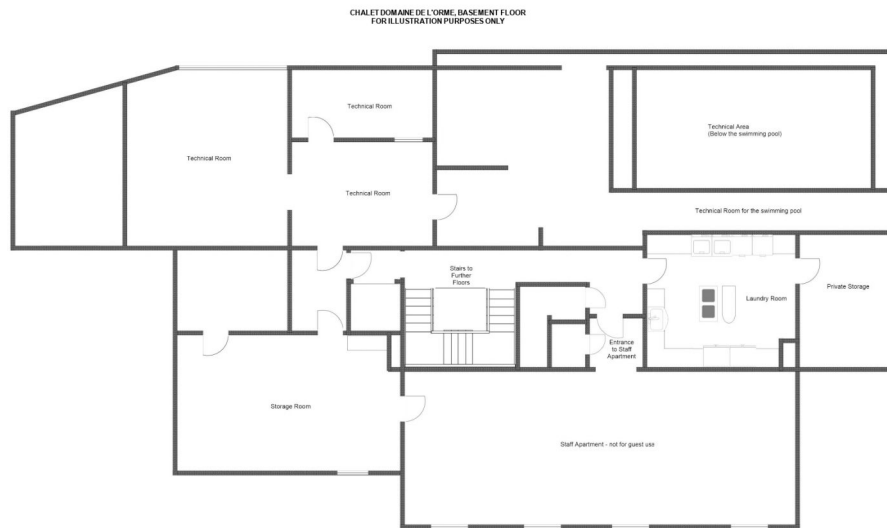 CHALET DOMAINE DE L'ORME, BASEMENT FLOOR
FOR ILLUSTRATION PURPOSES ONLY
Technical Room
Technical Area
(Below the swimming pool)
Technical Room
Technical Room
Technical Room for the swimming pool
Stairs to
Further
Floors
Laundry Room
Private Storage
Entrance
to Staff
Apartment
Storage Room
Staff Apartment - not for guest use